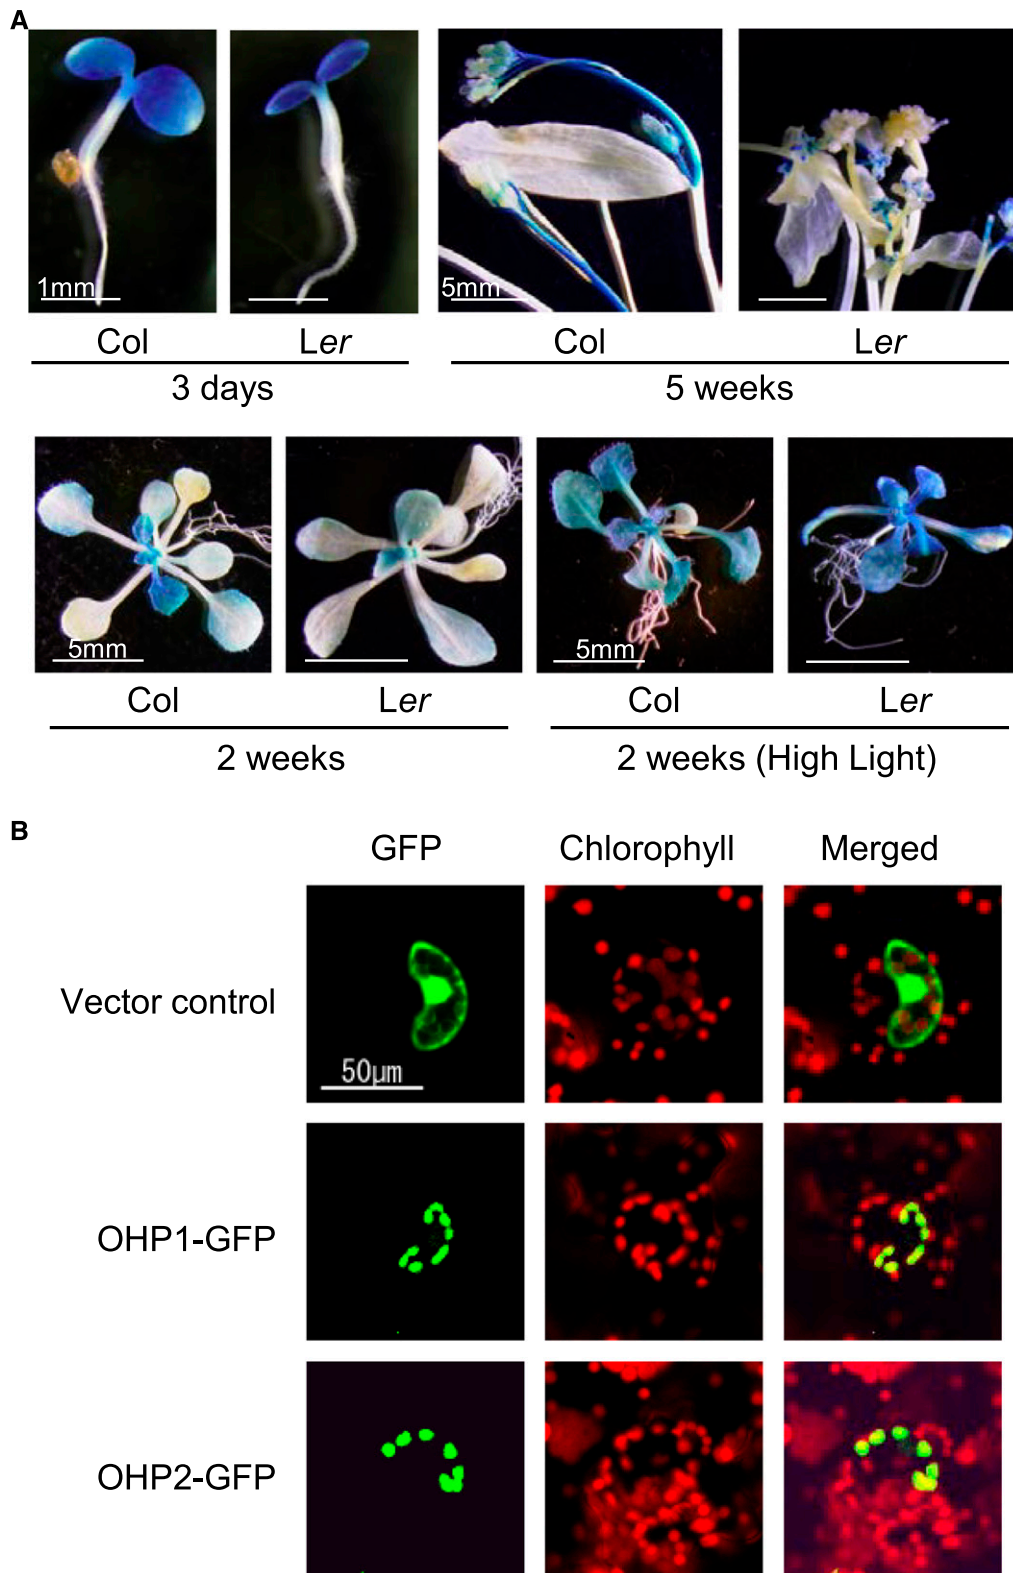 A
1mm
5mm
Col
Ler
Col
Ler
3 days
5 weeks
5mm
5mm
Col
Ler
Col
Ler
2 weeks
2 weeks (High Light)
B
GFP
Chlorophyll
Merged
Vector control
50µm
OHP1-GFP
OHP2-GFP